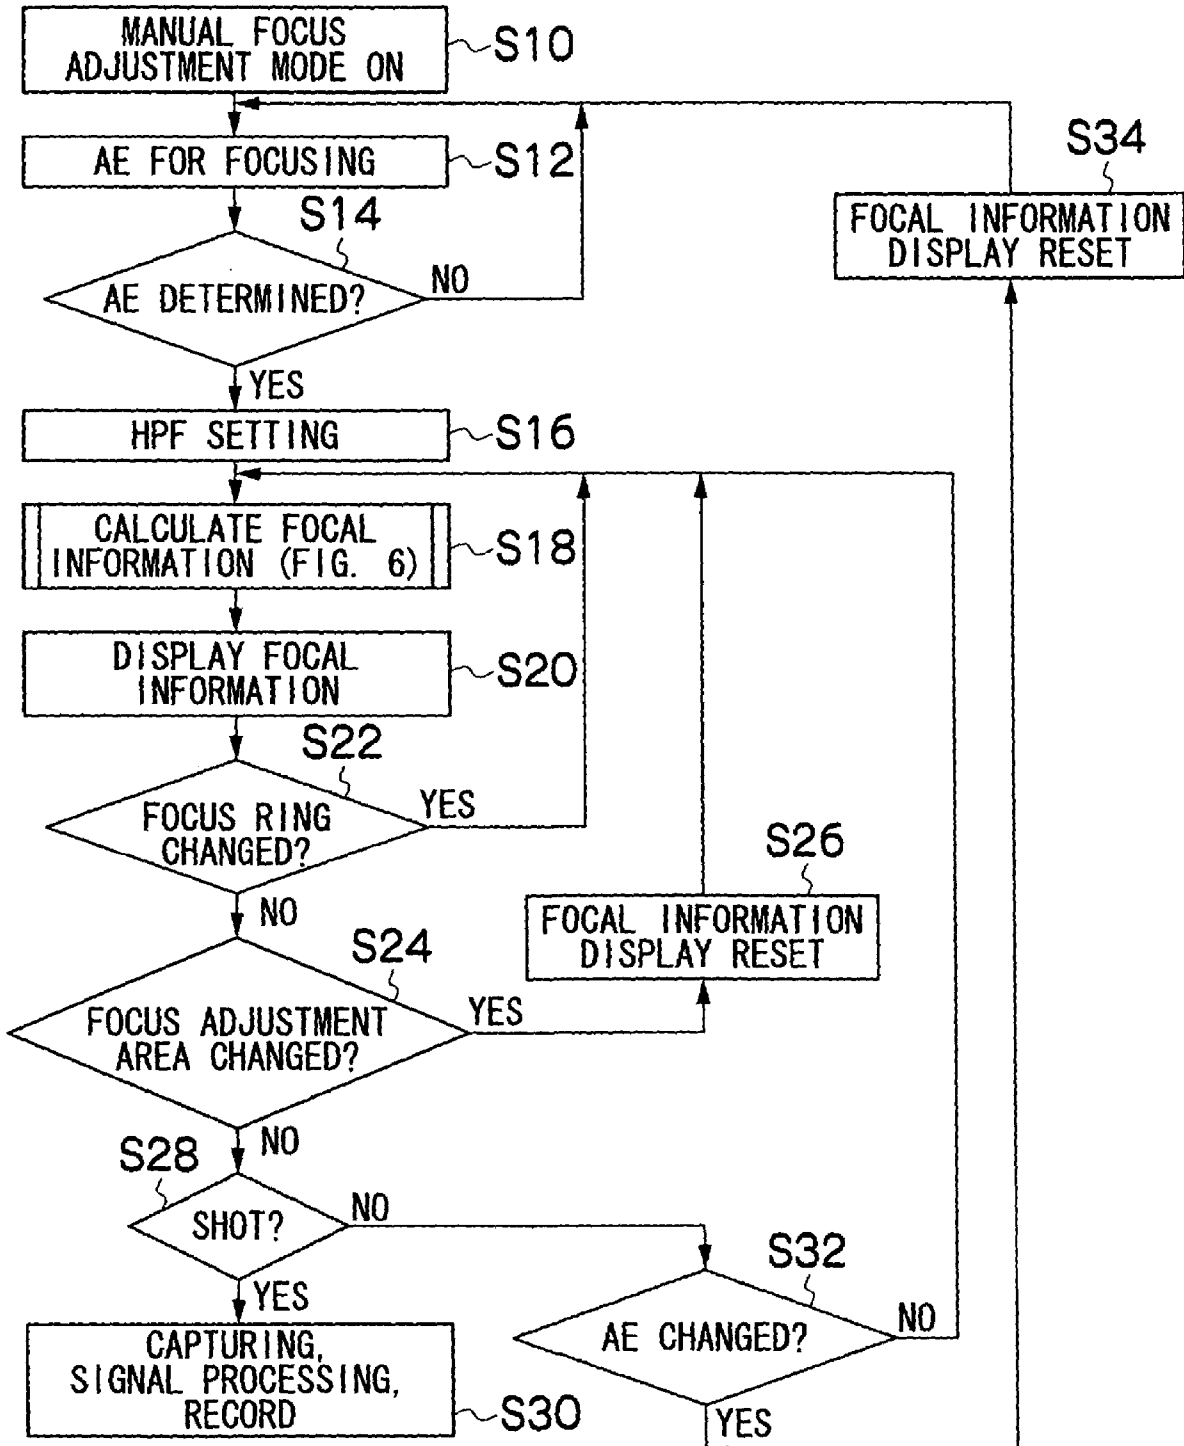 MANUAL FOCUS
ADJUSTMENT MODE ON
S10
AE FOR FOCUSING
S12
S14
AE DETERMINED?
NO
YES
S34
FOCAL INFORMATION
DISPLAY RESET
HPF SETTING
S16
CALCULATE FOCAL
INFORMATION (FIG. 6)
S18
DISPLAY FOCAL
INFORMATION
S20
S22
FOCUS RING
CHANGED?
YES
NO
S26
FOCAL INFORMATION
DISPLAY RESET
S24
FOCUS ADJUSTMENT
AREA CHANGED?
YES
NO
S28
SHOT?
NO
YES
S32
AE CHANGED?
NO
YES
CAPTURING,
SIGNAL PROCESSING,
RECORD
S30